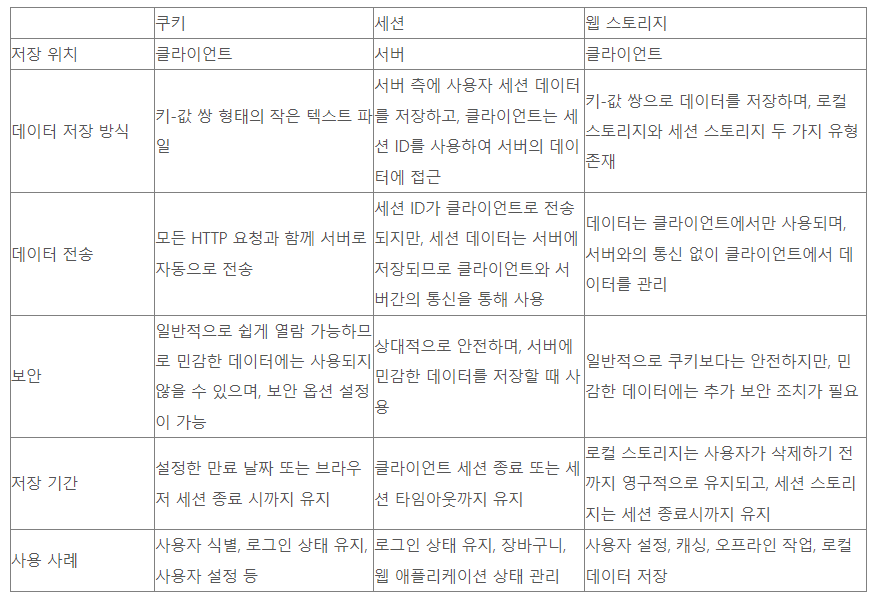 쿠키 세션 웹 스토리지
저장 위치 클라이언트 서버 클라이언트
데이터 저장 방식
키-값 쌍 형태의 작은 텍스트 파
일
서버 측에 사용자 세션 데이터
를 저장하고, 클라이언트는 세
션 ID를 사용하여 서버의 데이
터에 접근
키-값 쌍으로 데이터를 저장하며, 로컬
스토리지와 세션 스토리지 두 가지 유형
존재
데이터 전송
모든 HTTP 요청과 함께 서버로
자동으로 전송
세션 ID가 클라이언트로 전송
되지만, 세션 데이터는 서버에
저장되므로 클라이언트와 서
버간의 통신을 통해 사용
데이터는 클라이언트에서만 사용되며,
서버와의 통신 없이 클라이언트에서 데
이터를 관리
보안
일반적으로 쉽게 열람 가능하므
로 민감한 데이터에는 사용되지
않을 수 있으며, 보안 옵션 설정
이 가능
상대적으로 안전하며, 서버에
민감한 데이터를 저장할 때 사
용
일반적으로 쿠키보다는 안전하지만, 민
감한 데이터에는 추가 보안 조치가 필요
저장 기간
설정한 만료 날짜 또는 브라우
저 세션 종료 시까지 유지
클라이언트 세션 종료 또는 세
션 타임아웃까지 유지
로컬 스토리지는 사용자가 삭제하기 전
까지 영구적으로 유지되고, 세션 스토리
지는 세션 종료시까지 유지
사용 사례
사용자 식별, 로그인 상태 유지,
사용자 설정 등
로그인 상태 유지, 장바구니,
웹 애플리케이션 상태 관리
사용자 설정, 캐싱, 오프라인 작업, 로컬
데이터 저장